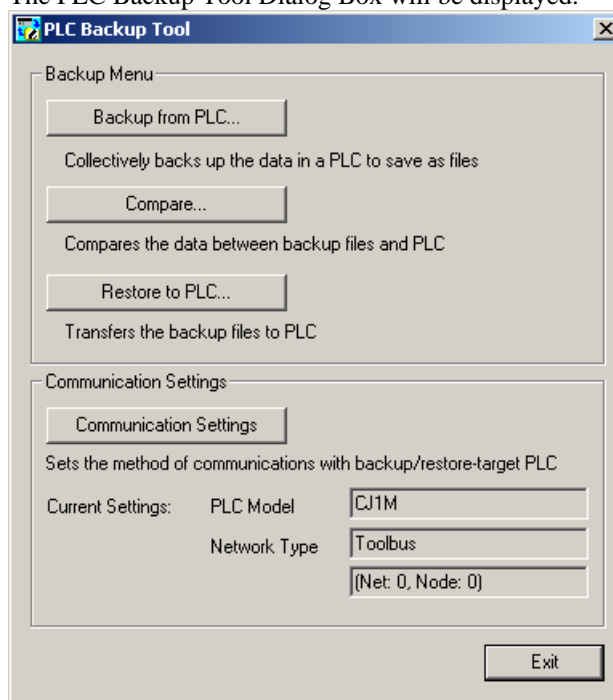 The PLC Backup Tool Dialog Box will be displayed.
PLC Backup Tool
Backup Menu
Backup from PLC...
Collectively backs up the data in a PLC to save as files
Compare...
Compares the data between backup files and PLC
Restore to PLC...
Transfers the backup files to PLC
Communication Settings
Communication Settings
Sets the method of communications with backup/restore-target PLC
Current Settings: PLC Model CJ1M
Network Type Toolbus
(Net: 0, Node: 0)
Exit